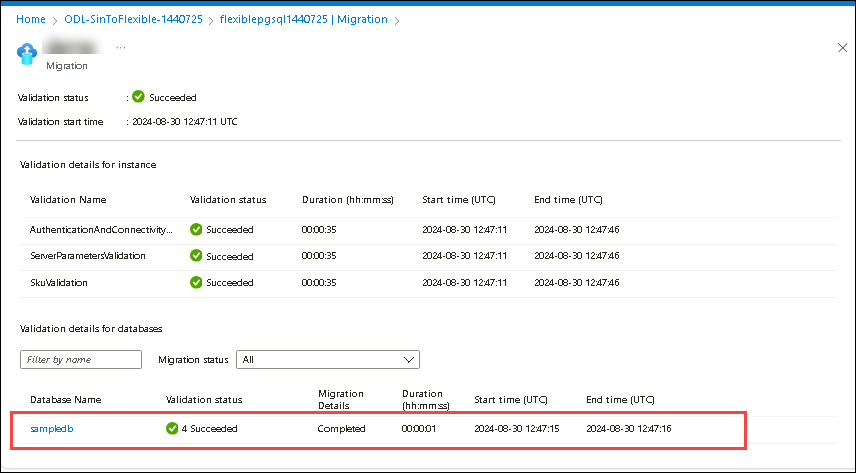 Home > ODL-SinToFlexible-1440725 > flexiblepgsql1440725 | Migration >
...
Migration
Validation status : Succeeded
Validation start time : 2024-08-30 12:47:11 UTC
Validation details for instance
Validation Name Validation status Duration (hh:mm:ss) Start time (UTC) End time (UTC)
AuthenticationAndConnectivity... Succeeded 00:00:35 2024-08-30 12:47:11 2024-08-30 12:47:46
ServerParametersValidation Succeeded 00:00:35 2024-08-30 12:47:11 2024-08-30 12:47:46
SkuValidation Succeeded 00:00:35 2024-08-30 12:47:11 2024-08-30 12:47:46
Validation details for databases
Filter by name Migration status All
Database Name Validation status Migration Details Duration (hh:mm:ss) Start time (UTC) End time (UTC)
sampledb 4 Succeeded Completed 00:00:01 2024-08-30 12:47:15 2024-08-30 12:47:16